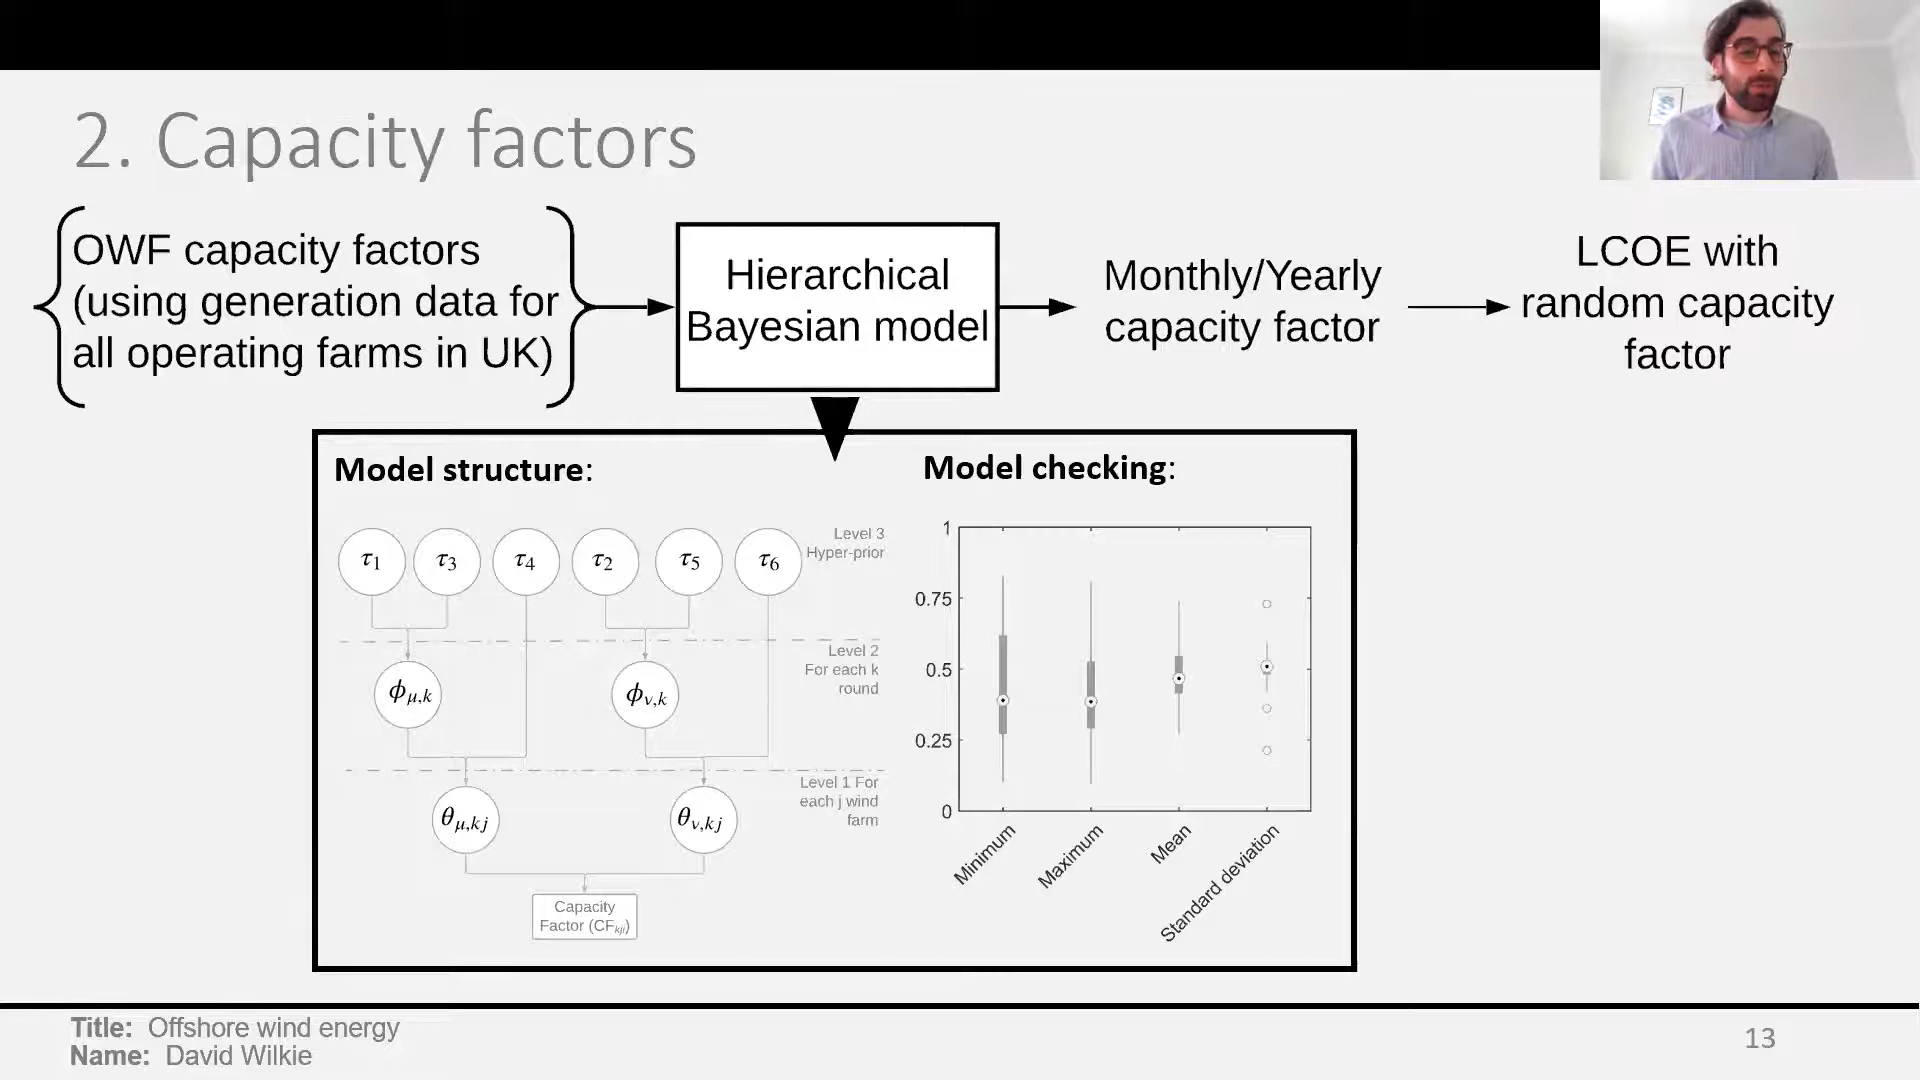 2. Capacity factors
OWF capacity factors
(using generation data for
all operating farms in UK)
Hierarchical
Bayesian model
Monthly/Yearly
capacity factor
LCOE with
random capacity
factor
Model structure:
τ1 τ3 τ4 τ2 τ5 τ6
Level 3
Hyper-prior
ϕμ,k ϕν,k
Level 2
For each k
round
θμ,kj θν,kj
Level 1 For
each j wind
farm
Capacity
Factor (CFkji)
Model checking:
1
0.75
0.5
0.25
0
Minimum
Maximum
Mean
Standard deviation
Title: Offshore wind energy
Name: David Wilkie
13